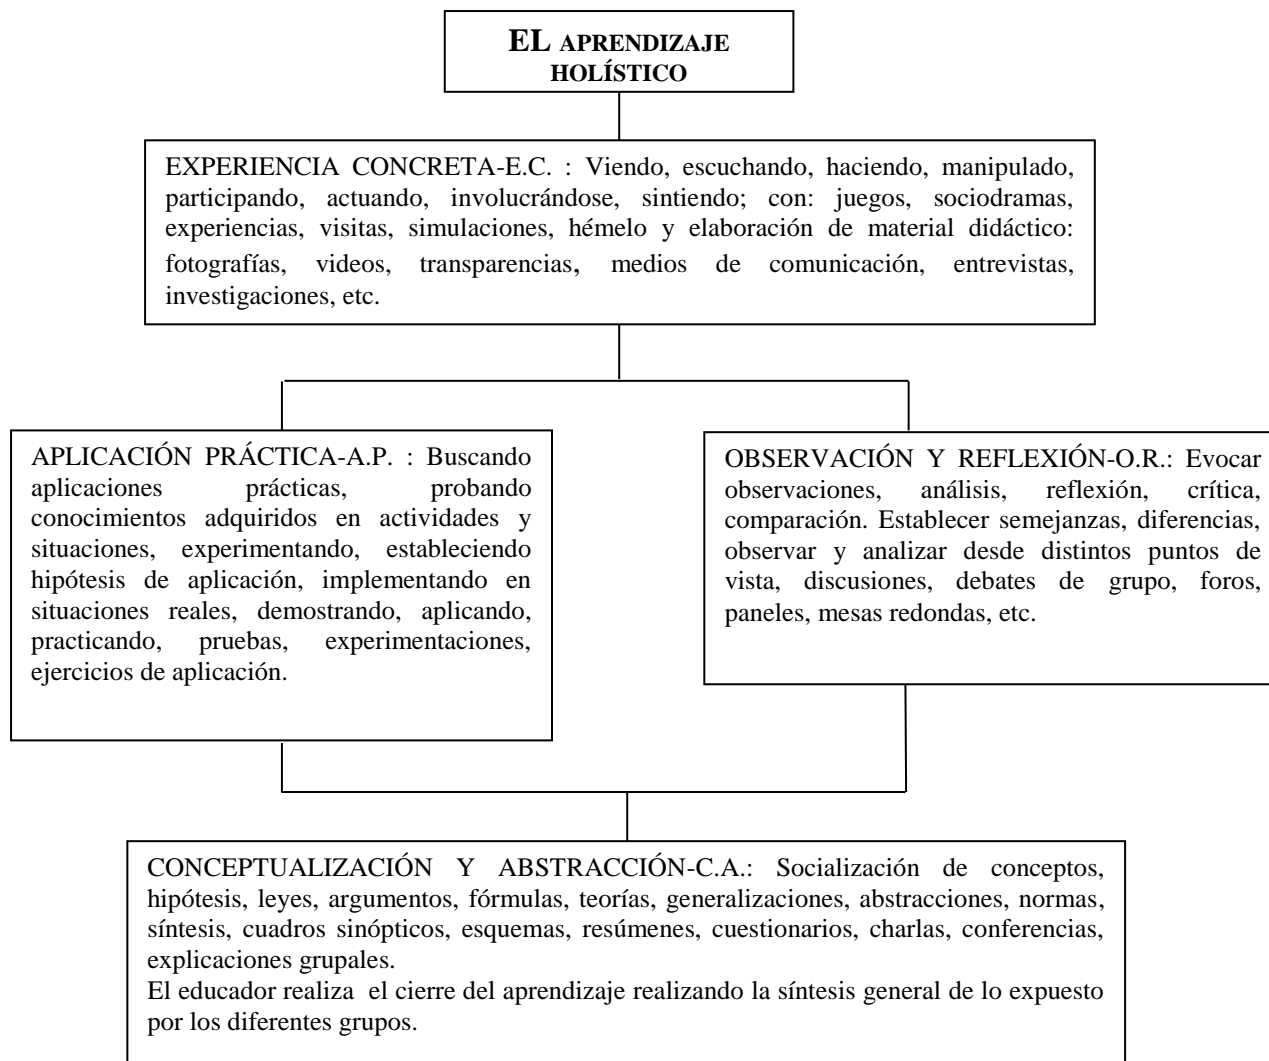 EL APRENDIZAJE
HOLÍSTICO
EXPERIENCIA CONCRETA-E.C. : Viendo, escuchando, haciendo, manipulado,
participando, actuando, involucrándose, sintiendo; con: juegos, sociodramas,
experiencias, visitas, simulaciones, hémelo y elaboración de material didáctico:
fotografías, videos, transparencias, medios de comunicación, entrevistas,
investigaciones, etc.
APLICACIÓN PRÁCTICA-A.P. : Buscando
aplicaciones prácticas, probando
conocimientos adquiridos en actividades y
situaciones, experimentando, estableciendo
hipótesis de aplicación, implementando en
situaciones reales, demostrando, aplicando,
practicando, pruebas, experimentaciones,
ejercicios de aplicación.
OBSERVACIÓN Y REFLEXIÓN-O.R.: Evocar
observaciones, análisis, reflexión, crítica,
comparación. Establecer semejanzas, diferencias,
observar y analizar desde distintos puntos de
vista, discusiones, debates de grupo, foros,
paneles, mesas redondas, etc.
CONCEPTUALIZACIÓN Y ABSTRACCIÓN-C.A.: Socialización de conceptos,
hipótesis, leyes, argumentos, fórmulas, teorías, generalizaciones, abstracciones, normas,
síntesis, cuadros sinópticos, esquemas, resúmenes, cuestionarios, charlas, conferencias,
explicaciones grupales.
El educador realiza el cierre del aprendizaje realizando la síntesis general de lo expuesto
por los diferentes grupos.